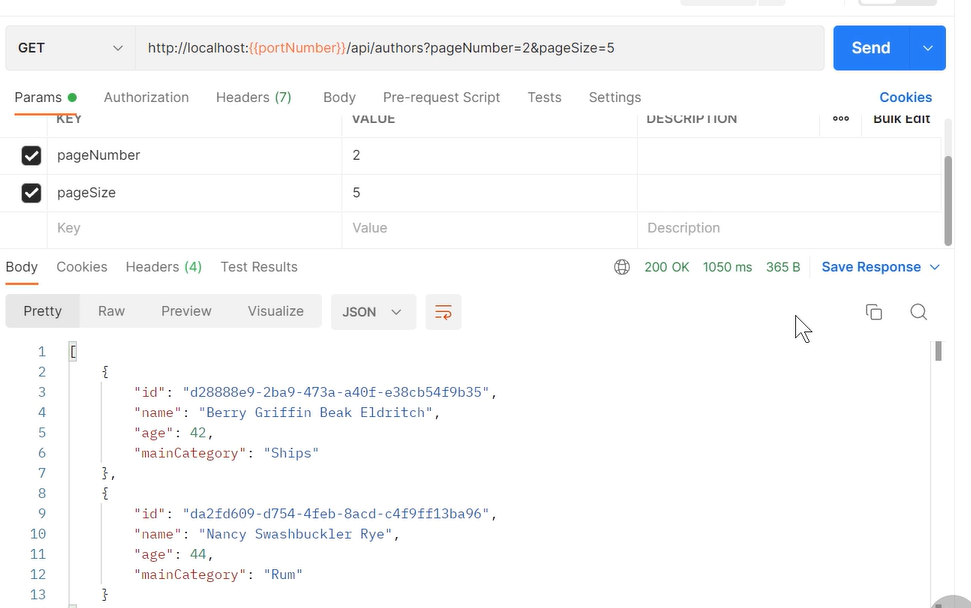 GET http://localhost:{{portNumber}}/api/authors?pageNumber=2&pageSize=5 Send
Params Authorization Headers (7) Body Pre-request Script Tests Settings Cookies
KEY VALUE DESCRIPTION ooo Bulk Edit
pageNumber 2
pageSize 5
Key Value Description
Body Cookies Headers (4) Test Results 200 OK 1050 ms 365 B Save Response
Pretty Raw Preview Visualize JSON
1 [
2 {
3 "id": "d28888e9-2ba9-473a-a40f-e38cb54f9b35",
4 "name": "Berry Griffin Beak Eldritch",
5 "age": 42,
6 "mainCategory": "Ships"
7 },
8 {
9 "id": "da2fd609-d754-4feb-8acd-c4f9ff13ba96",
10 "name": "Nancy Swashbuckler Rye",
11 "age": 44,
12 "mainCategory": "Rum"
13 }